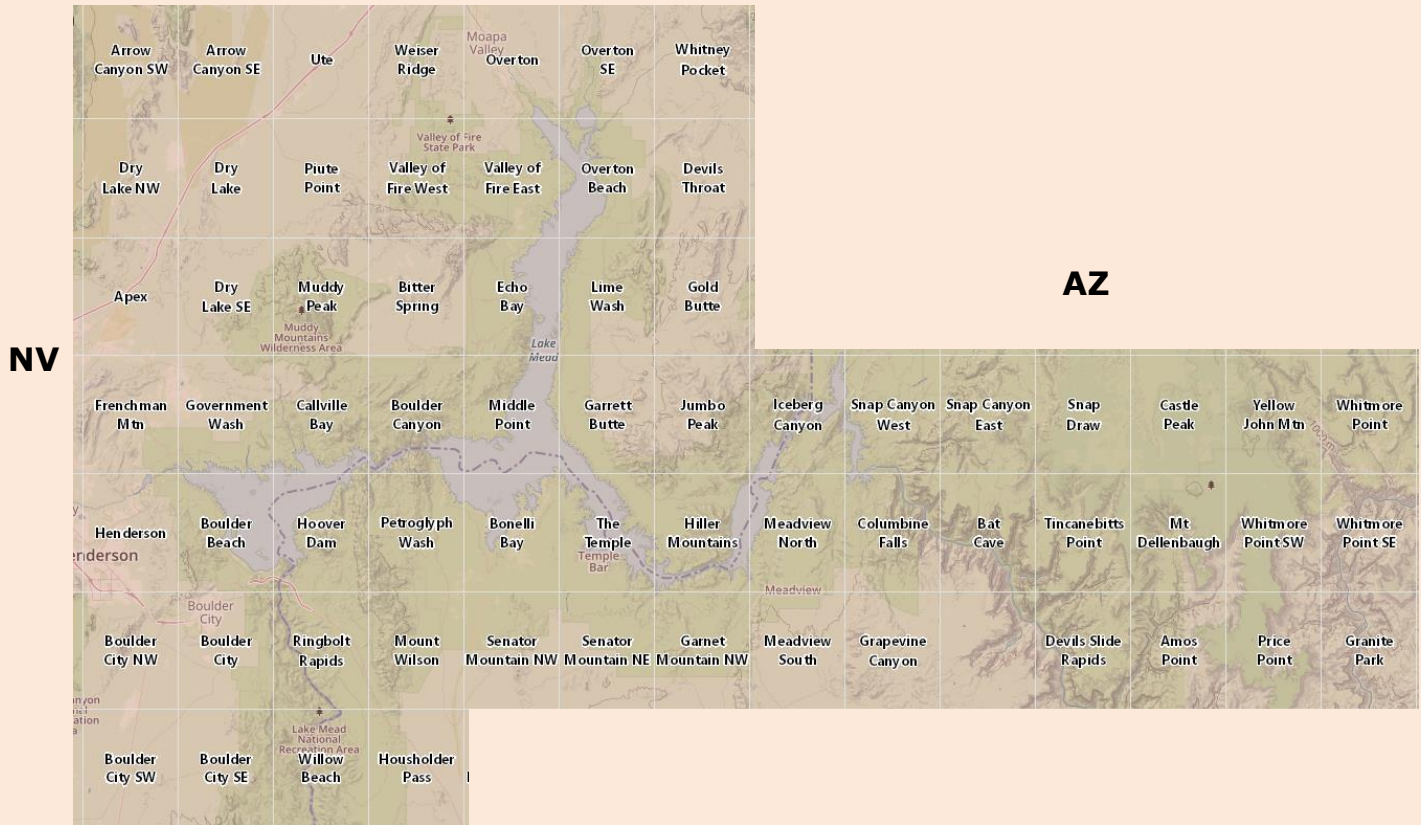 Arrow
Canyon SW
Arrow
Canyon SE
Ute
Weiser
Ridge
Moapa
Valley
Overton
Overton
SE
Whitney
Pocket
Valley of Fire
State Park
Dry
Lake NW
Dry
Lake
Piute
Point
Valley of
Fire West
Valley of
Fire East
Overton
Beach
Devils
Throat
AZ
Apex
Dry
Lake SE
Muddy
Peak
Muddy
Mountains
Wilderness Area
Bitter
Spring
Echo
Bay
Lime
Wash
Gold
Butte
Lake
Mead
NV
Frenchman
Mtn
Government
Wash
Callville
Bay
Boulder
Canyon
Middle
Point
Garrett
Butte
Jumbo
Peak
Iceberg
Canyon
Snap Canyon
West
Snap Canyon
East
Snap
Draw
Castle
Peak
Yellow
John Mtn
Whitmore
Point
Henderson
enderson
Boulder
Beach
Hoover
Dam
Petroglyph
Wash
Bonelli
Bay
The
Temple
Temple
Bar
Hiller
Mountains
Meadview
North
Columbine
Falls
Bat
Cave
Tincanebitts
Point
Mt
Dellenbaugh
Whitmore
Point SW
Whitmore
Point SE
Meadview
Boulder
City
Boulder
City NW
Boulder
City
Ringbolt
Rapids
Mount
Wilson
Senator
Mountain NW
Senator
Mountain NE
Garnet
Mountain NW
Meadview
South
Grapevine
Canyon
Devils Slide
Rapids
Amos
Point
Price
Point
Granite
Park
Lake Mead
National
Recreation Area
Boulder
City SW
Boulder
City SE
Willow
Beach
Housholder
Pass